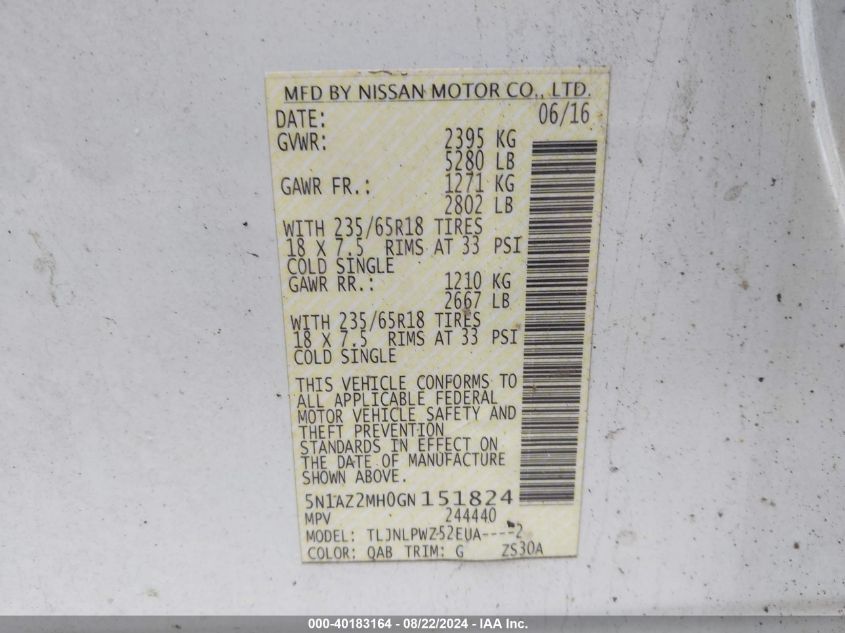 MFD BY NISSAN MOTOR CO., LTD.
DATE: 06/16
GVWR: 2395 KG
5280 LB
GAWR FR.: 1271 KG
2802 LB
WITH 235/65R18 TIRES
18 X 7.5 RIMS AT 33 PSI
COLD SINGLE
GAWR RR.: 1210 KG
2667 LB
WITH 235/65R18 TIRES
18 X 7.5 RIMS AT 33 PSI
COLD SINGLE
THIS VEHICLE CONFORMS TO
ALL APPLICABLE FEDERAL
MOTOR VEHICLE SAFETY AND
THEFT PREVENTION
STANDARDS IN EFFECT ON
THE DATE OF MANUFACTURE
SHOWN ABOVE.
5N1AZ2MH0GN151824
MPV 244440
MODEL: TLJNLPWZ52EUA----2
COLOR: QAB TRIM: G ZS30A
000-40183164 - 08/22/2024 - IAA Inc.